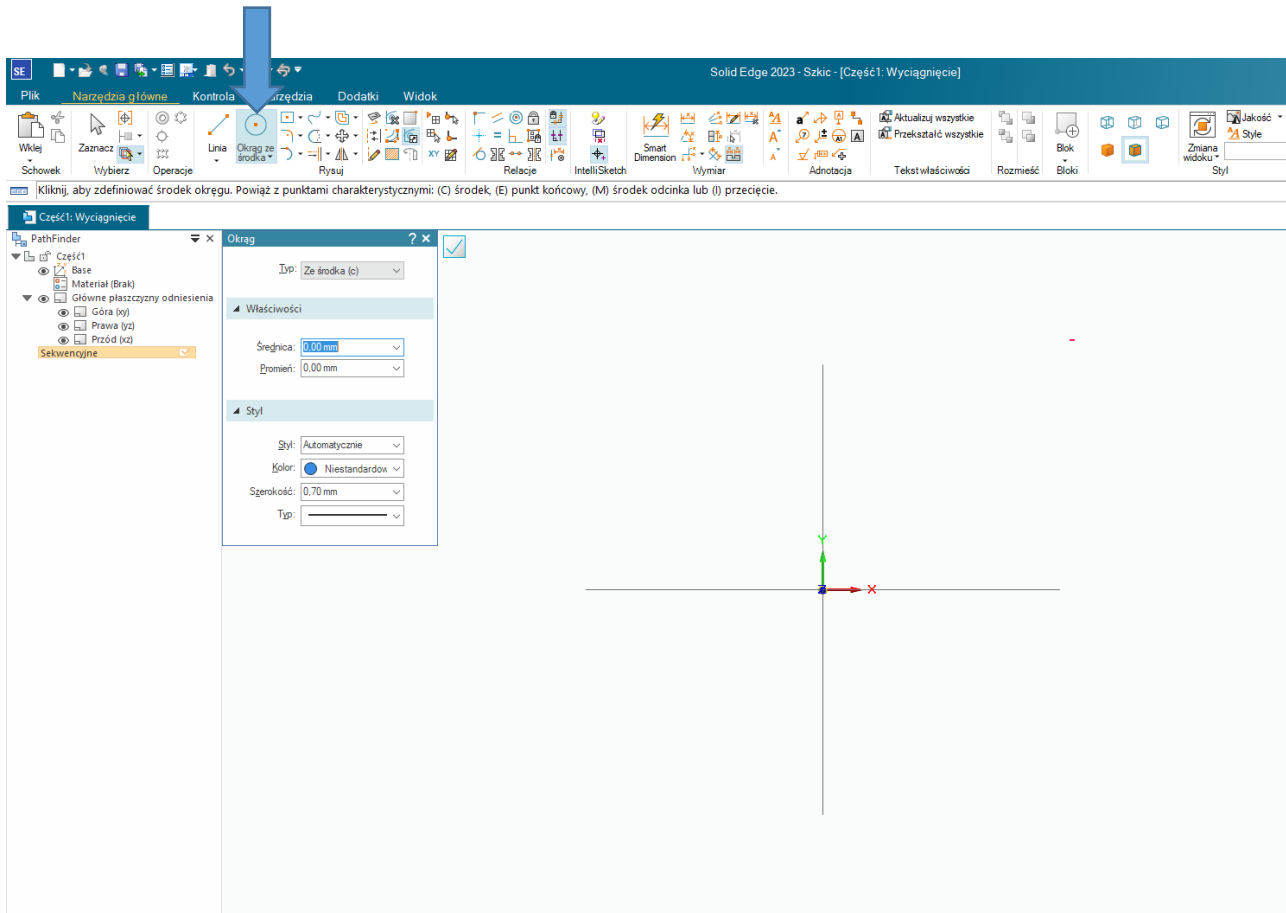 SE
Solid Edge 2023 - Szkic - [Część1: Wyciągnięcie]
Plik Narzędzia główne Kontrola rzędzia Dodatki Widok
Wklej
Zaznacz
Linia
Okrąg ze środka
Smart Dimension
Aktualizuj wszystkie
Przekształć wszystkie
Blok
Zmiana widoku
Jakość
Style
Schowek Wybierz Operacje Rysuj Relacje IntelliSketch Wymiar Adnotacja Tekst właściwości Rozmieść Bloki Styl
Kliknij, aby zdefiniować środek okręgu. Powiąż z punktami charakterystycznymi: (C) środek, (E) punkt końcowy, (M) środek odcinka lub (I) przecięcie.
Część1: Wyciągnięcie
PathFinder
Część1
Base
Materiał (Brak)
Główne płaszczyzny odniesienia
Góra (xy)
Prawa (yz)
Przód (xz)
Sekwencyjne
Okrąg ? ×
Typ: Ze środka (c)
Właściwości
Średnica: 0,00 mm
Promień: 0,00 mm
Styl
Styl: Automatycznie
Kolor: Niestandardow
Szerokość: 0,70 mm
Typ:
Y
X